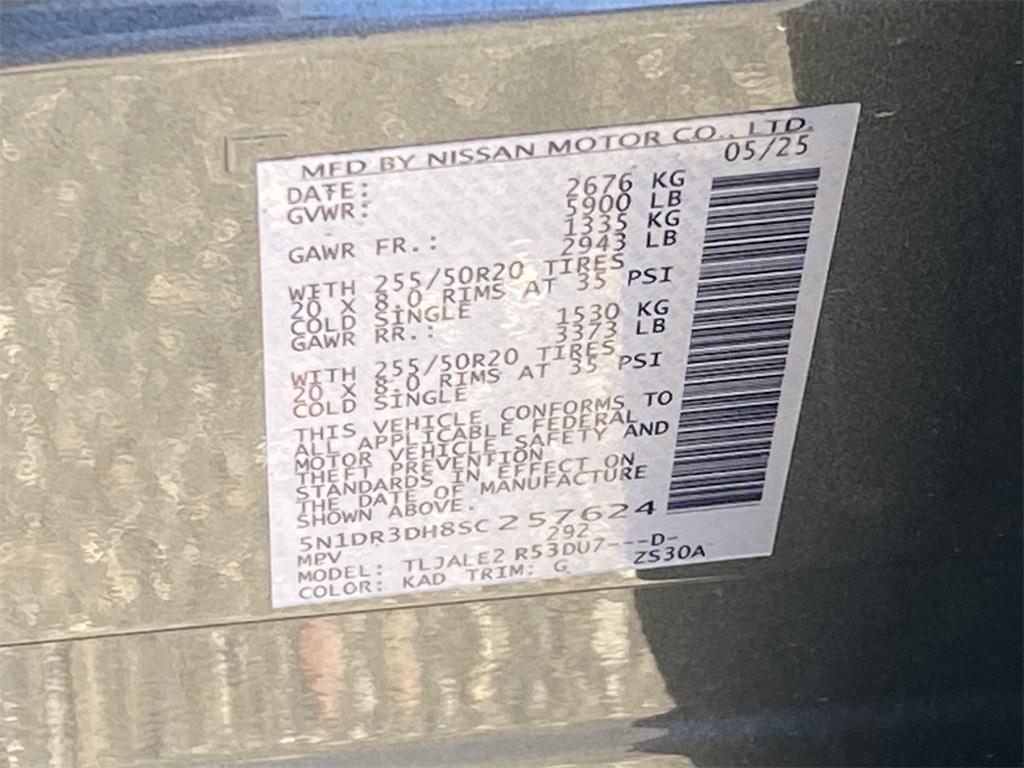 MFD BY NISSAN MOTOR CO., LTD.
DATE: 05/25
GVWR: 2676 KG
5900 LB
GAWR FR.: 1335 KG
2943 LB
WITH 255/50R20 TIRES
20 X 8.0 RIMS AT 35 PSI
COLD SINGLE
GAWR RR.: 1530 KG
3373 LB
WITH 255/50R20 TIRES
20 X 8.0 RIMS AT 35 PSI
COLD SINGLE
THIS VEHICLE CONFORMS TO
ALL APPLICABLE FEDERAL
MOTOR VEHICLE SAFETY AND
THEFT PREVENTION
STANDARDS IN EFFECT ON
THE DATE OF MANUFACTURE
SHOWN ABOVE.
5N1DR3DH8SC257624
MPV 292
MODEL: TLJALE2 R53DU7---D-
COLOR: KAD TRIM: G ZS30A